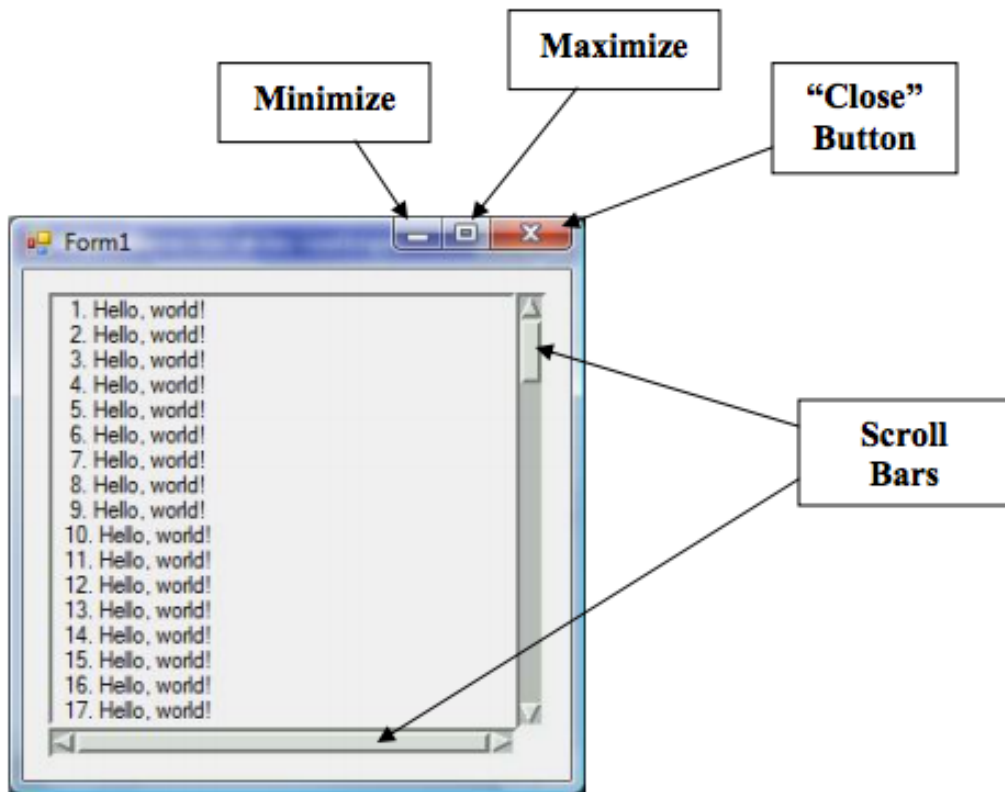 Maximize
Minimize
“Close”
Button
Form1
1. Hello, world!
2. Hello, world!
3. Hello, world!
4. Hello, world!
5. Hello, world!
6. Hello, world!
7. Hello, world!
8. Hello, world!
9. Hello, world!
10. Hello, world!
11. Hello, world!
12. Hello, world!
13. Hello, world!
14. Hello, world!
15. Hello, world!
16. Hello, world!
17. Hello, world!
Scroll
Bars